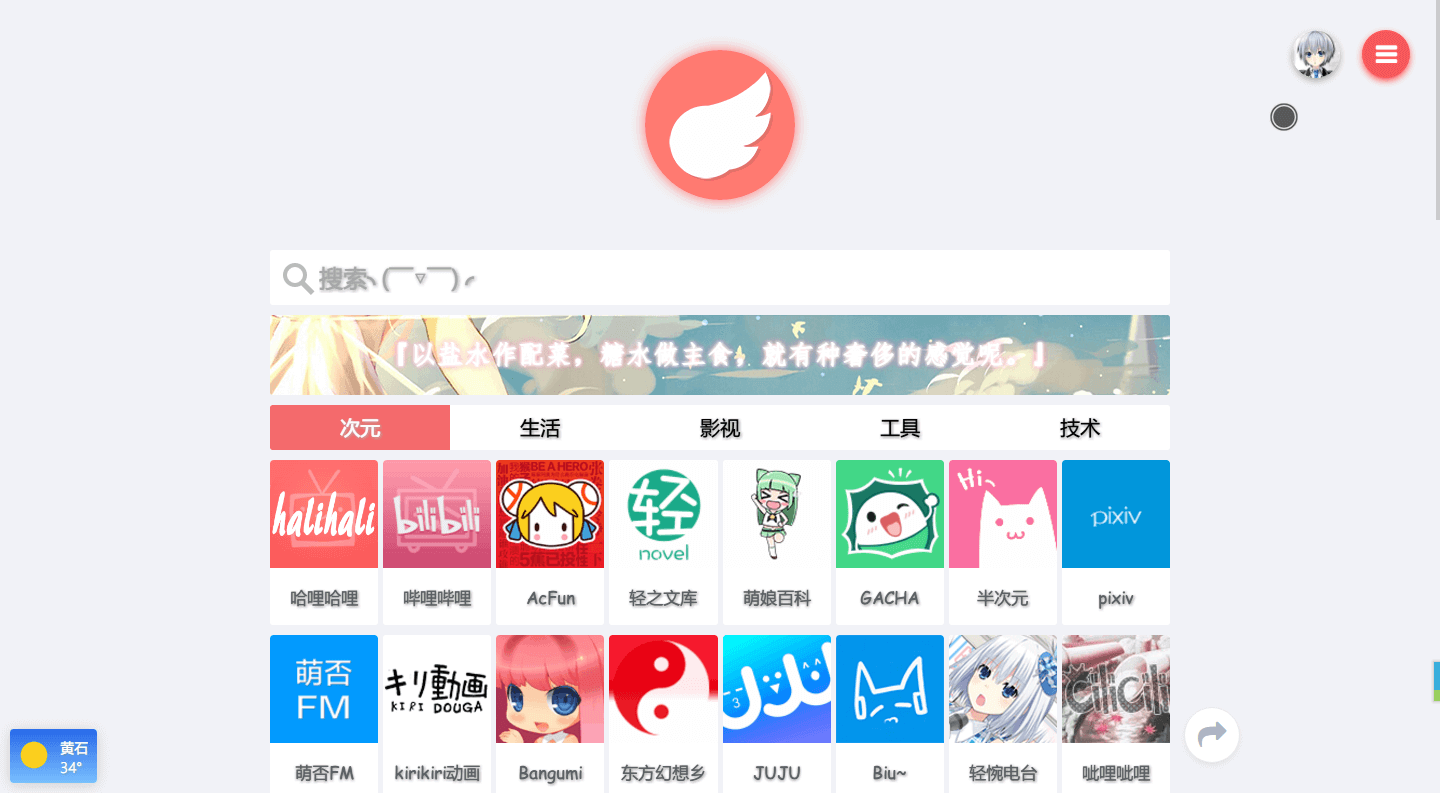 搜索ヽ(￣▽￣)ノ
『以盐水作配菜，糖水做主食，就有种奢侈的感觉呢。』
次元 生活 影视 工具 技术
halihali bilibili 轻 novel Hi~ pixiv
哈哩哈哩 哔哩哔哩 AcFun 轻之文库 萌娘百科 GACHA 半次元 pixiv
萌否
FM
キリ動画
KIRI DOUGA
JUJU
ciliCili
萌否FM kirikiri动画 Bangumi 东方幻想乡 JUJU Biu~ 轻惋电台 呲哩呲哩
黄石
34°